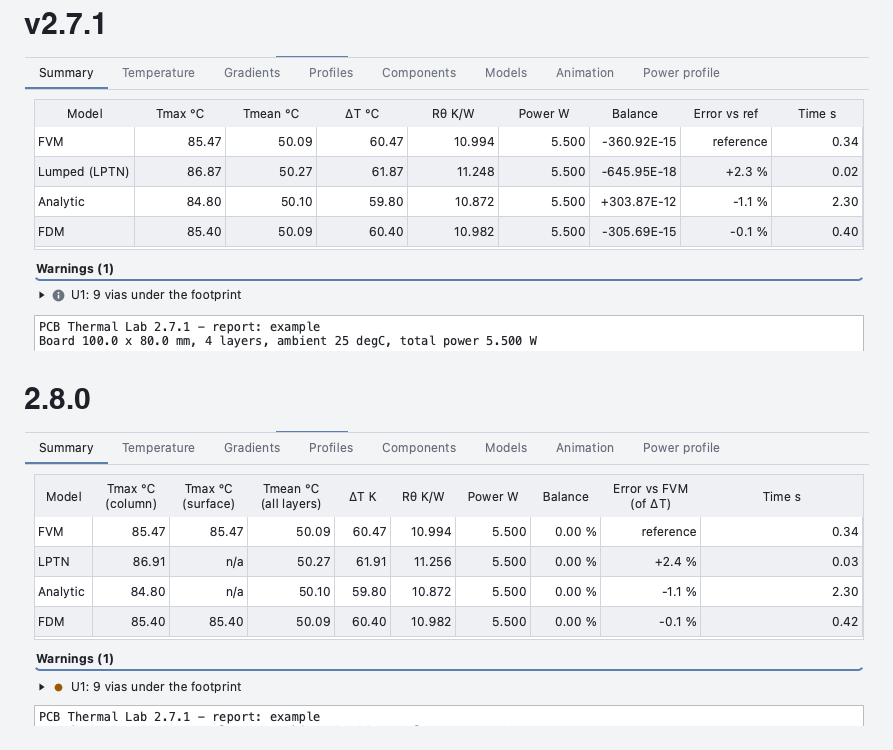 v2.7.1
Summary Temperature Gradients Profiles Components Models Animation Power profile
Model Tmax °C Tmean °C ΔT °C Rθ K/W Power W Balance Error vs ref Time s
FVM 85.47 50.09 60.47 10.994 5.500 -360.92E-15 reference 0.34
Lumped (LPTN) 86.87 50.27 61.87 11.248 5.500 -645.95E-18 +2.3 % 0.02
Analytic 84.80 50.10 59.80 10.872 5.500 +303.87E-12 -1.1 % 2.30
FDM 85.40 50.09 60.40 10.982 5.500 -305.69E-15 -0.1 % 0.40
Warnings (1)
U1: 9 vias under the footprint
PCB Thermal Lab 2.7.1 — report: example
Board 100.0 x 80.0 mm, 4 layers, ambient 25 degC, total power 5.500 W
2.8.0
Summary Temperature Gradients Profiles Components Models Animation Power profile
Model Tmax °C (column) Tmax °C (surface) Tmean °C (all layers) ΔT K Rθ K/W Power W Balance Error vs FVM (of ΔT) Time s
FVM 85.47 85.47 50.09 60.47 10.994 5.500 0.00 % reference 0.34
LPTN 86.91 n/a 50.27 61.91 11.256 5.500 0.00 % +2.4 % 0.03
Analytic 84.80 n/a 50.10 59.80 10.872 5.500 0.00 % -1.1 % 2.30
FDM 85.40 85.40 50.09 60.40 10.982 5.500 0.00 % -0.1 % 0.42
Warnings (1)
U1: 9 vias under the footprint
PCB Thermal Lab 2.7.1 — report: example